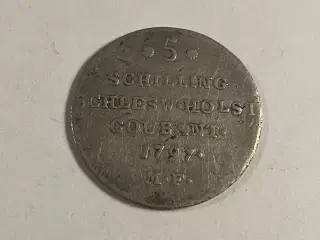 • 5 •
SCHILLING
SCHLESW:HOLST:
COURANT.
1797.
M.F.